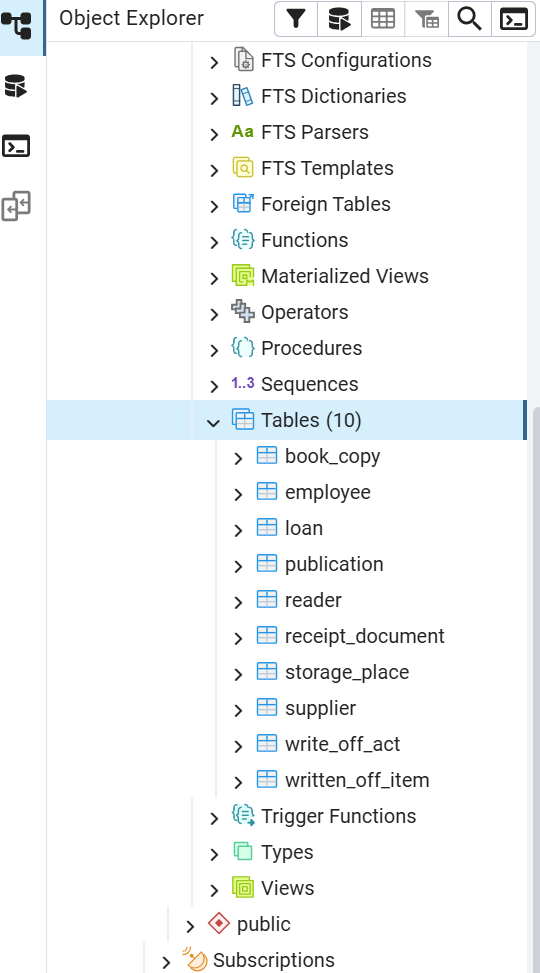 Object Explorer
FTS Configurations
FTS Dictionaries
Aa FTS Parsers
FTS Templates
Foreign Tables
Functions
Materialized Views
Operators
Procedures
1..3 Sequences
Tables (10)
book_copy
employee
loan
publication
reader
receipt_document
storage_place
supplier
write_off_act
written_off_item
Trigger Functions
Types
Views
public
Subscriptions